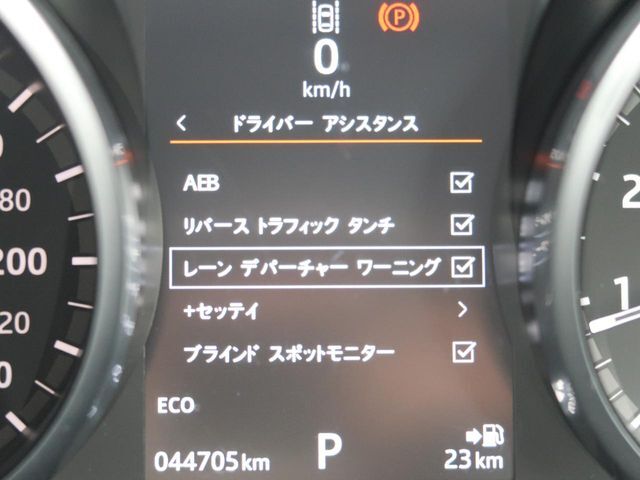 0
km/h
ドライバー アシスタンス
AEB
リバース トラフィック タンチ
レーン デパーチャー ワーニング
+セッテイ
ブラインド スポットモニター
ECO
044705km
P
23km
80
200
20
0
2
1